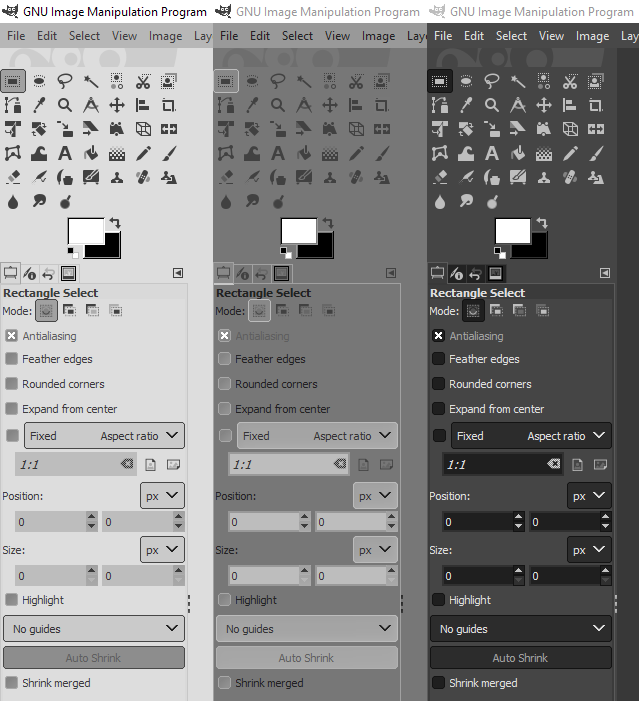 GNU Image Manipulation Program
File Edit Select View Image Lay
Rectangle Select
Mode:
Antialiasing
Feather edges
Rounded corners
Expand from center
Fixed Aspect ratio
1:1
Position: px
0 0
Size: px
0 0
Highlight
No guides
Auto Shrink
Shrink merged
GNU Image Manipulation Program
File Edit Select View Image Lay
Rectangle Select
Mode:
Antialiasing
Feather edges
Rounded corners
Expand from center
Fixed Aspect ratio
1:1
Position: px
0 0
Size: px
0 0
Highlight
No guides
Auto Shrink
Shrink merged
GNU Image Manipulation Program
File Edit Select View Image
Rectangle Select
Mode:
Antialiasing
Feather edges
Rounded corners
Expand from center
Fixed Aspect ratio
1:1
Position: px
0 0
Size: px
0 0
Highlight
No guides
Auto Shrink
Shrink merged